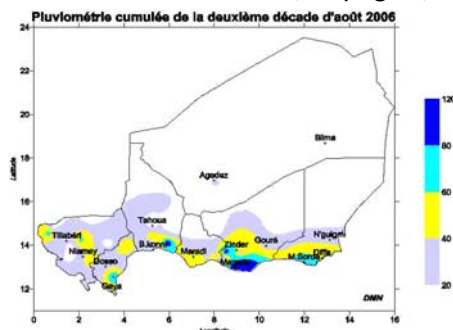 Pluviométrie cumulée de la deuxième décade d'août 2006
24
22
20
18
16
14
12
Latitude
Bilma
Agadez
Tahoua
Tillabéri
Niamey
B.konni
Maradi
Zinder
Gouré
N'guigmi
Diffa
M.Soroa
Magaria
Dosso
Gaya
DMN
0 2 4 6 8 10 12 14 16
120
80
60
40
20